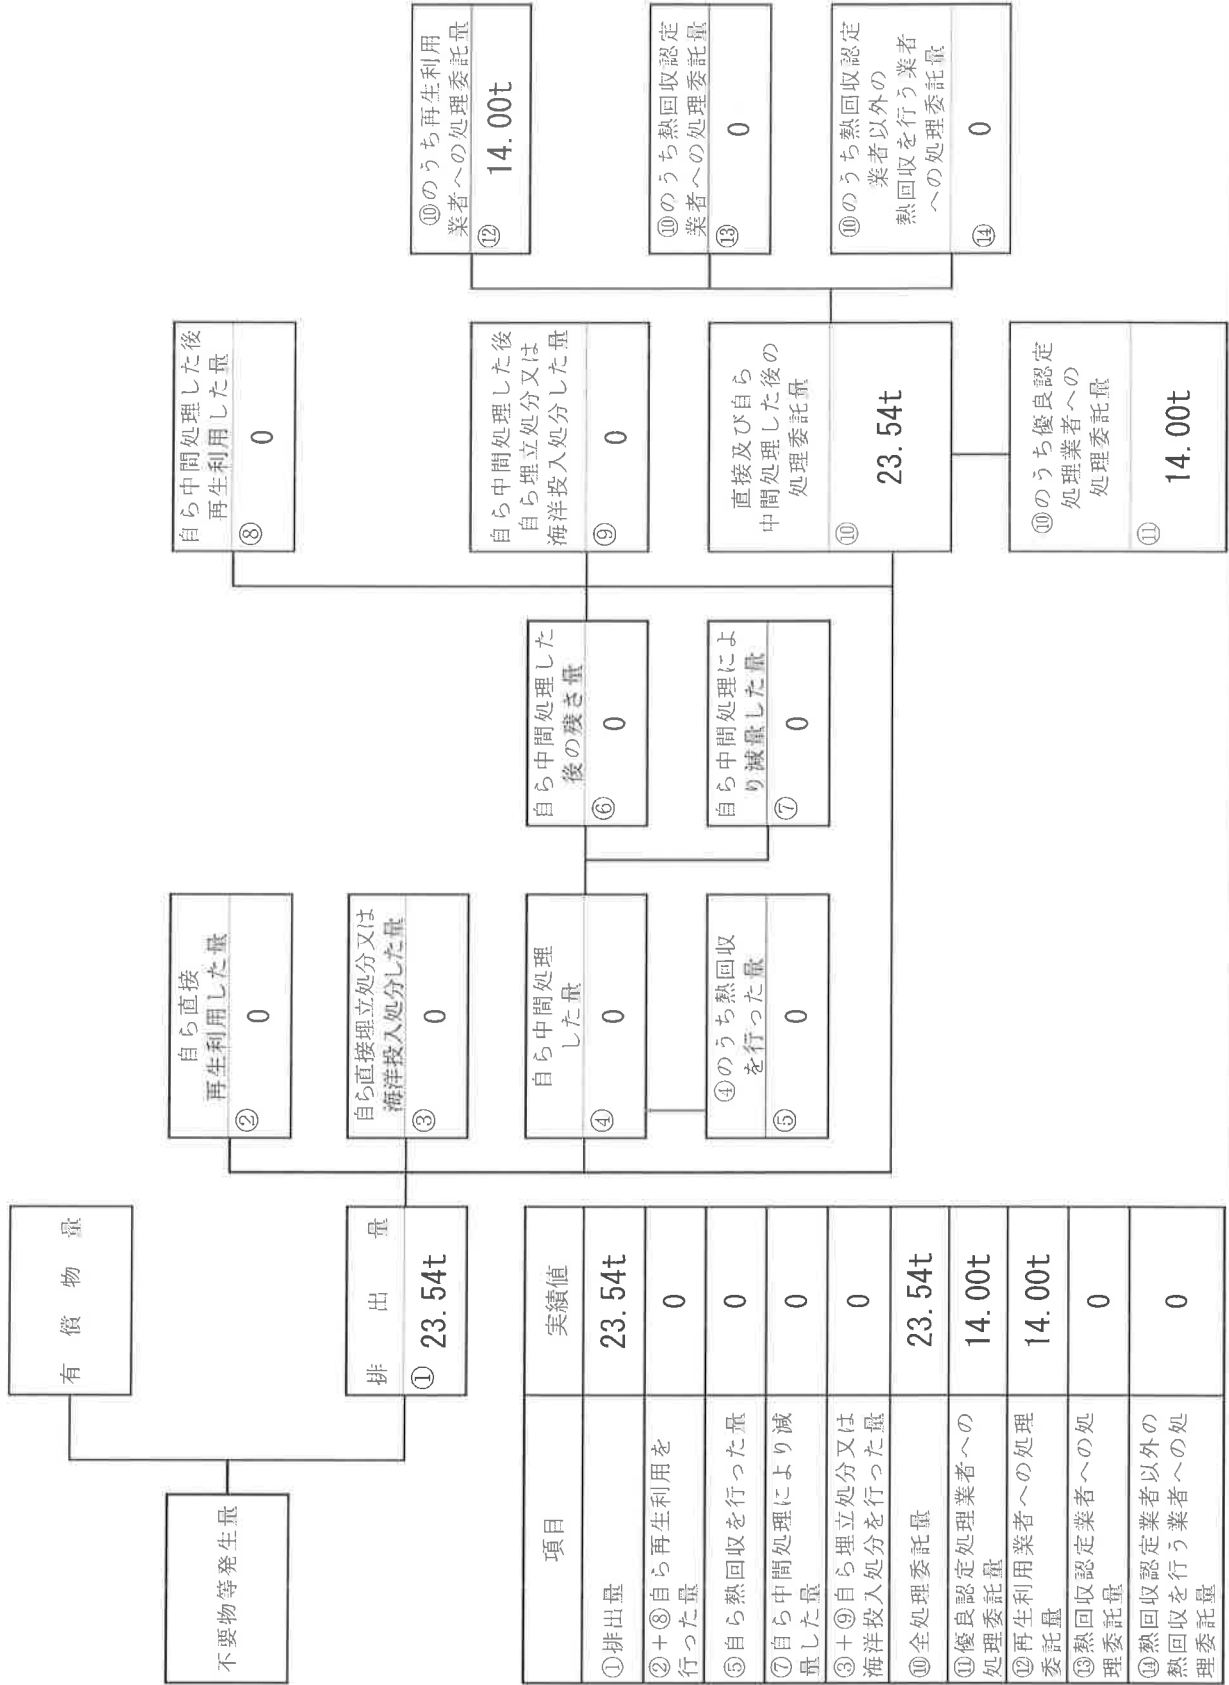 不要物等発生量
有償物量
排出量
① 23.54t
自ら直接
再生利用した量
② 0
自ら直接埋立処分又は
海洋投入処分した量
③ 0
自ら中間処理
した量
④ 0
④のうち熱回収
を行った量
⑤ 0
自ら中間処理した
後の残さ量
⑥ 0
自ら中間処理によ
り減量した量
⑦ 0
自ら中間処理した後
再生利用した量
⑧ 0
自ら中間処理した後
自ら埋立処分又は
海洋投入処分した量
⑨ 0
直接及び自ら
中間処理した後の
処理委託量
⑩ 23.54t
⑩のうち優良認定
処理業者への
処理委託量
⑪ 14.00t
⑩のうち再生利用
業者への処理委託量
⑫ 14.00t
⑩のうち熱回収認定
業者への処理委託量
⑬ 0
⑩のうち熱回収認定
業者以外の
熱回収を行う業者
への処理委託量
⑭ 0
項目 実績値
①排出量 23.54t
②+⑧自ら再生利用を
行った量 0
⑤自ら熱回収を行った量 0
⑦自ら中間処理により減
量した量 0
③+⑨自ら埋立処分又は
海洋投入処分を行った量 0
⑩全処理委託量 23.54t
⑪優良認定処理業者への
処理委託量 14.00t
⑫再生利用業者への処理
委託量 14.00t
⑬熱回収認定業者への処
理委託量 0
⑭熱回収認定業者以外の
熱回収を行う業者への処
理委託量 0